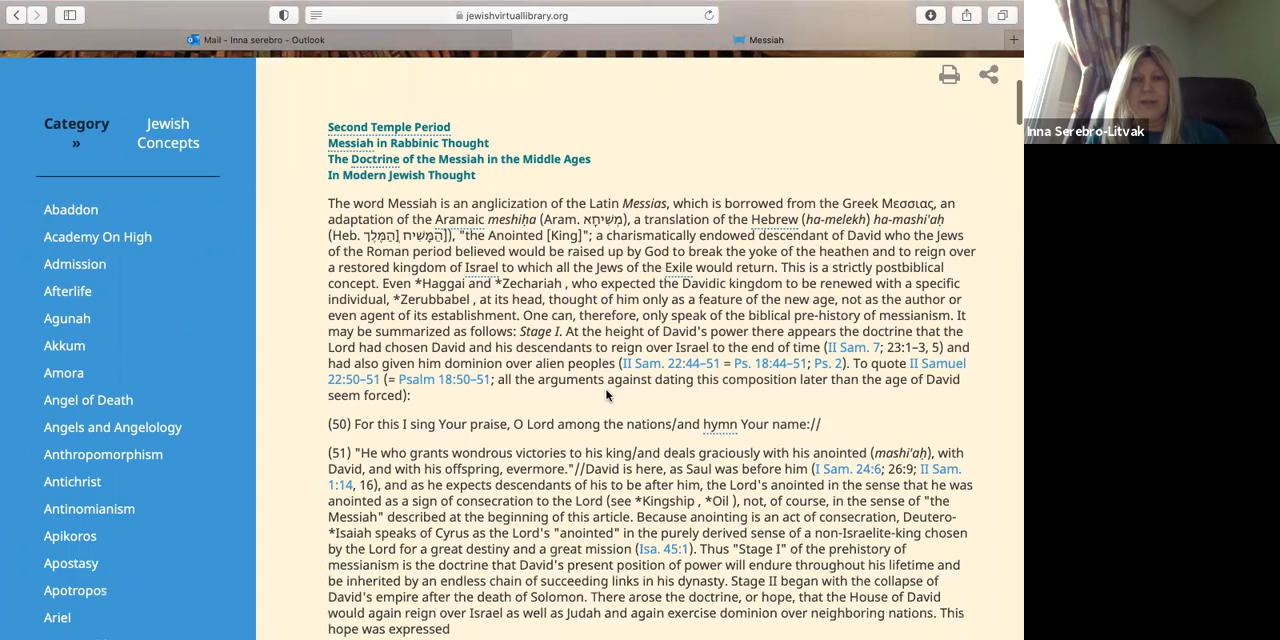 jewishvirtuallibrary.org
Mail - Inna serebro - Outlook
Messiah
Inna Serebro-Litvak
Category »
Jewish Concepts
Abaddon
Academy On High
Admission
Afterlife
Agunah
Akkum
Amora
Angel of Death
Angels and Angelology
Anthropomorphism
Antichrist
Antinomianism
Apikoros
Apostasy
Apotropos
Ariel
Second Temple Period
Messiah in Rabbinic Thought
The Doctrine of the Messiah in the Middle Ages
In Modern Jewish Thought
The word Messiah is an anglicization of the Latin Messias, which is borrowed from the Greek Μεσσιας, an
adaptation of the Aramaic meshiḥa (Aram. מְשִׁיחָא), a translation of the Hebrew (ha-melekh) ha-mashi'aḥ
(Heb. הַמָּשִׁיחַ [הַמֶּלֶךְ]), "the Anointed [King]"; a charismatically endowed descendant of David who the Jews
of the Roman period believed would be raised up by God to break the yoke of the heathen and to reign over
a restored kingdom of Israel to which all the Jews of the Exile would return. This is a strictly postbiblical
concept. Even *Haggai and *Zechariah , who expected the Davidic kingdom to be renewed with a specific
individual, *Zerubbabel , at its head, thought of him only as a feature of the new age, not as the author or
even agent of its establishment. One can, therefore, only speak of the biblical pre-history of messianism. It
may be summarized as follows: Stage I. At the height of David's power there appears the doctrine that the
Lord had chosen David and his descendants to reign over Israel to the end of time (II Sam. 7; 23:1–3, 5) and
had also given him dominion over alien peoples (II Sam. 22:44–51 = Ps. 18:44–51; Ps. 2). To quote II Samuel
22:50–51 (= Psalm 18:50–51; all the arguments against dating this composition later than the age of David
seem forced):
(50) For this I sing Your praise, O Lord among the nations/and hymn Your name://
(51) "He who grants wondrous victories to his king/and deals graciously with his anointed (mashi'aḥ), with
David, and with his offspring, evermore."//David is here, as Saul was before him (I Sam. 24:6; 26:9; II Sam.
1:14, 16), and as he expects descendants of his to be after him, the Lord's anointed in the sense that he was
anointed as a sign of consecration to the Lord (see *Kingship , *Oil ), not, of course, in the sense of "the
Messiah" described at the beginning of this article. Because anointing is an act of consecration, Deutero-
*Isaiah speaks of Cyrus as the Lord's "anointed" in the purely derived sense of a non-Israelite-king chosen
by the Lord for a great destiny and a great mission (Isa. 45:1). Thus "Stage I" of the prehistory of
messianism is the doctrine that David's present position of power will endure throughout his lifetime and
be inherited by an endless chain of succeeding links in his dynasty. Stage II began with the collapse of
David's empire after the death of Solomon. There arose the doctrine, or hope, that the House of David
would again reign over Israel as well as Judah and again exercise dominion over neighboring nations. This
hope was expressed